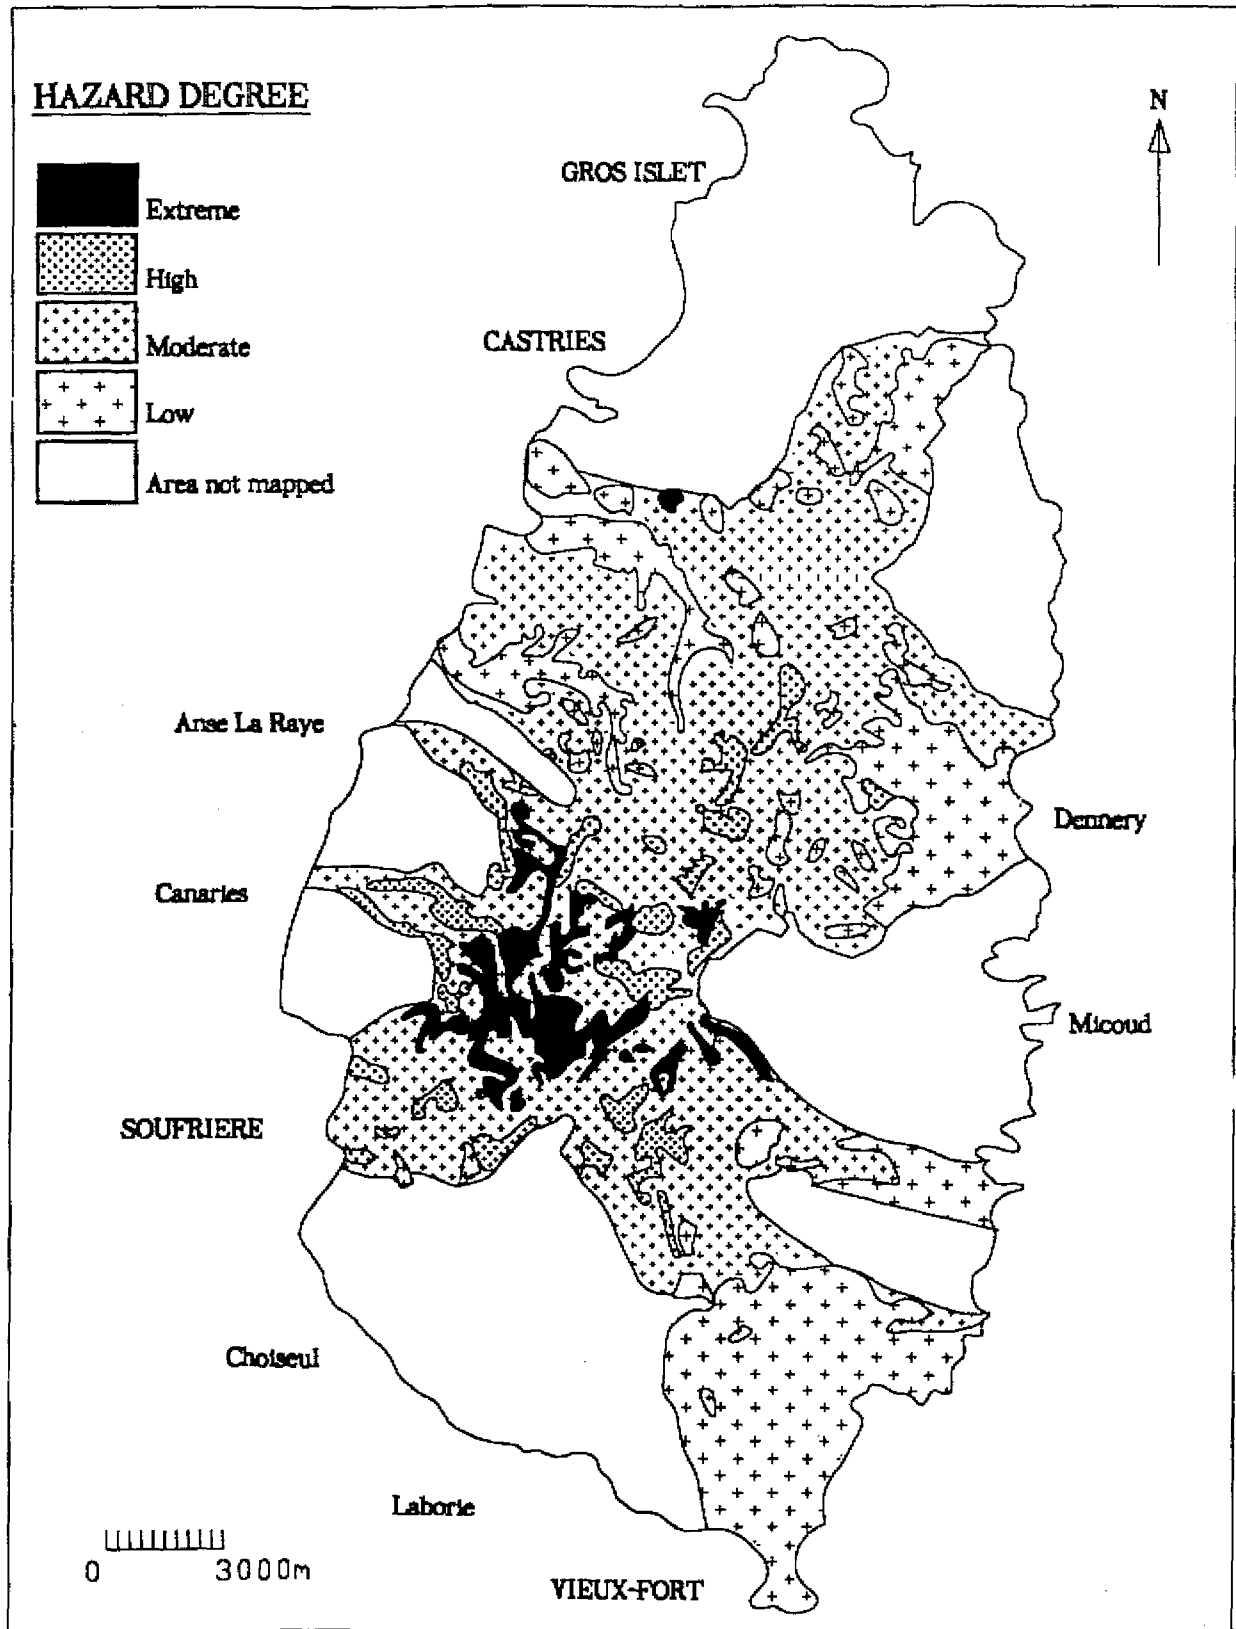 HAZARD DEGREE
Extreme
High
Moderate
Low
Area not mapped
N
GROS ISLET
CASTRIES
Anse La Raye
Dennery
Canaries
Micoud
SOUFRIERE
Choiseul
Laborie
0 3000m
VIEUX-FORT